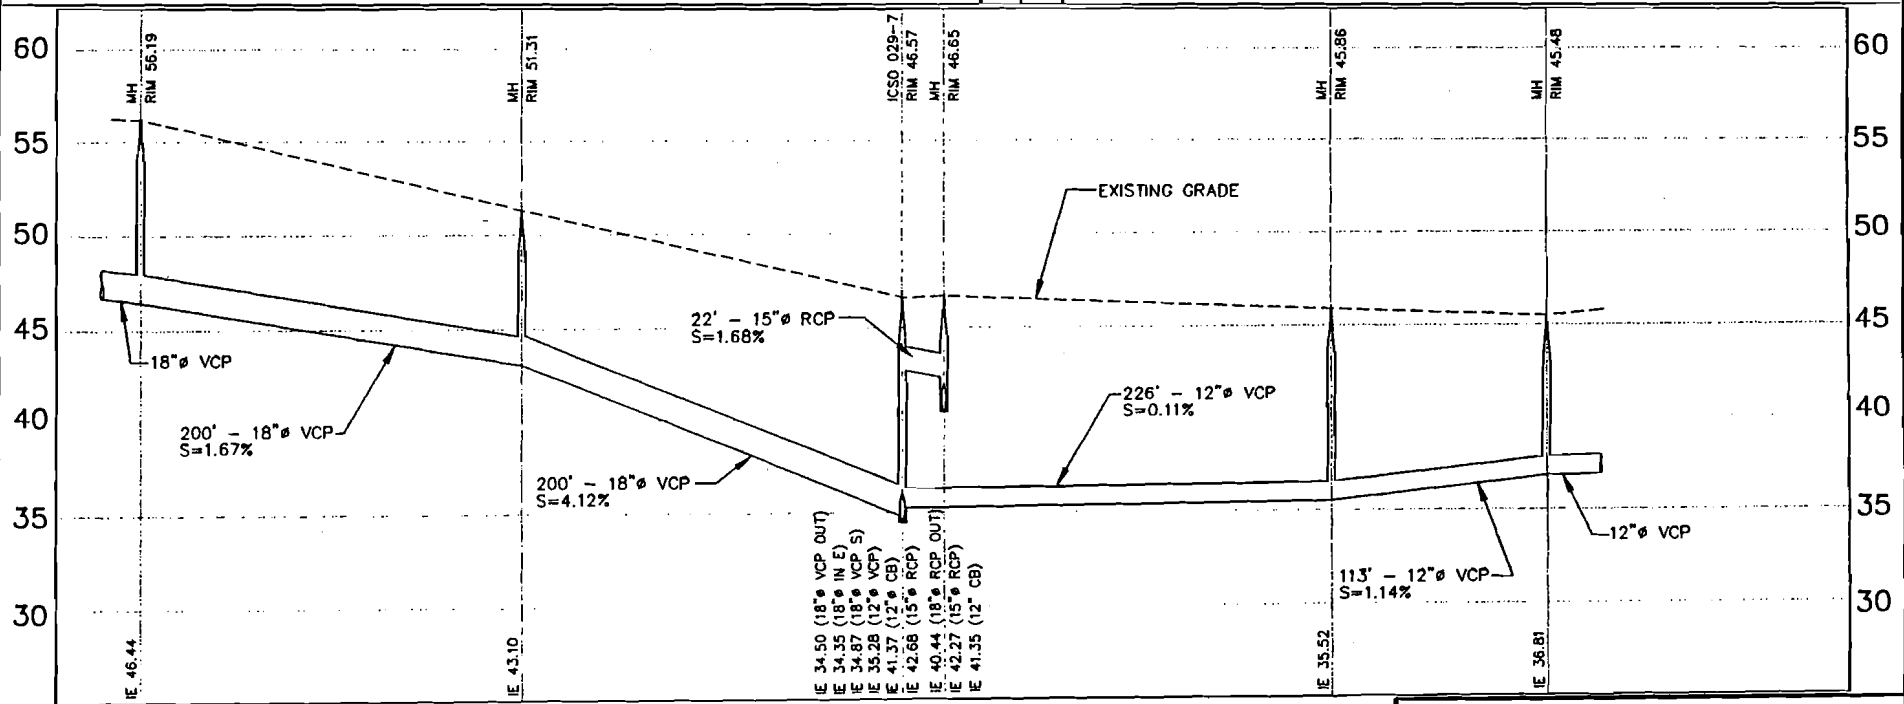 60
55
50
45
40
35
30
MH
RIM 56.19
MH
RIM 51.31
ICSO 029-7
RIM 46.57
MH
RIM 46.65
MH
RIM 45.86
MH
RIM 45.48
60
55
50
45
40
35
30
EXISTING GRADE
22' - 15"ø RCP
S=1.68%
18"ø VCP
226' - 12"ø VCP
S=0.11%
200' - 18"ø VCP
S=1.67%
200' - 18"ø VCP
S=4.12%
12"ø VCP
113' - 12"ø VCP
S=1.14%
IE 46.44
IE 43.10
IE 34.50 (18"ø VCP OUT)
IE 34.35 (18"ø IN E)
IE 34.87 (18"ø VCP S)
IE 35.28 (12"ø VCP)
IE 41.37 (12"ø CB)
IE 42.68 (15"ø RCP)
IE 40.44 (18"ø RCP OUT)
IE 42.27 (15"ø RCP)
IE 41.35 (12" CB)
IE 35.52
IE 36.81